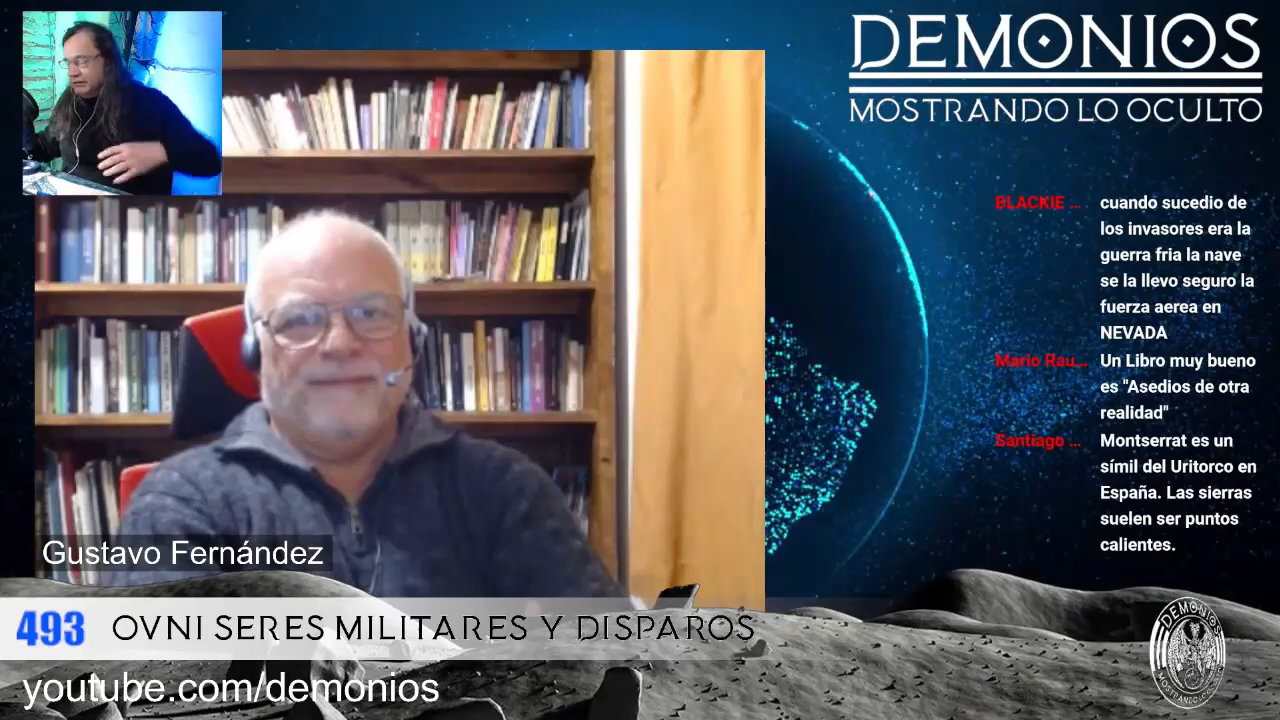 DEMONIOS
MOSTRANDO LO OCULTO
BLACKIE ...
cuando sucedio de
los invasores era la
guerra fria la nave
se la llevo seguro la
fuerza aerea en
NEVADA
Mario Rau...
Un Libro muy bueno
es "Asedios de otra
realidad"
Santiago ...
Montserrat es un
símil del Uritorco en
España. Las sierras
suelen ser puntos
calientes.
Gustavo Fernández
493 OVNI SERES MILITARES Y DISPAROS
youtube.com/demonios
DEMONIOS
MOSTRANDO LO OCULTO